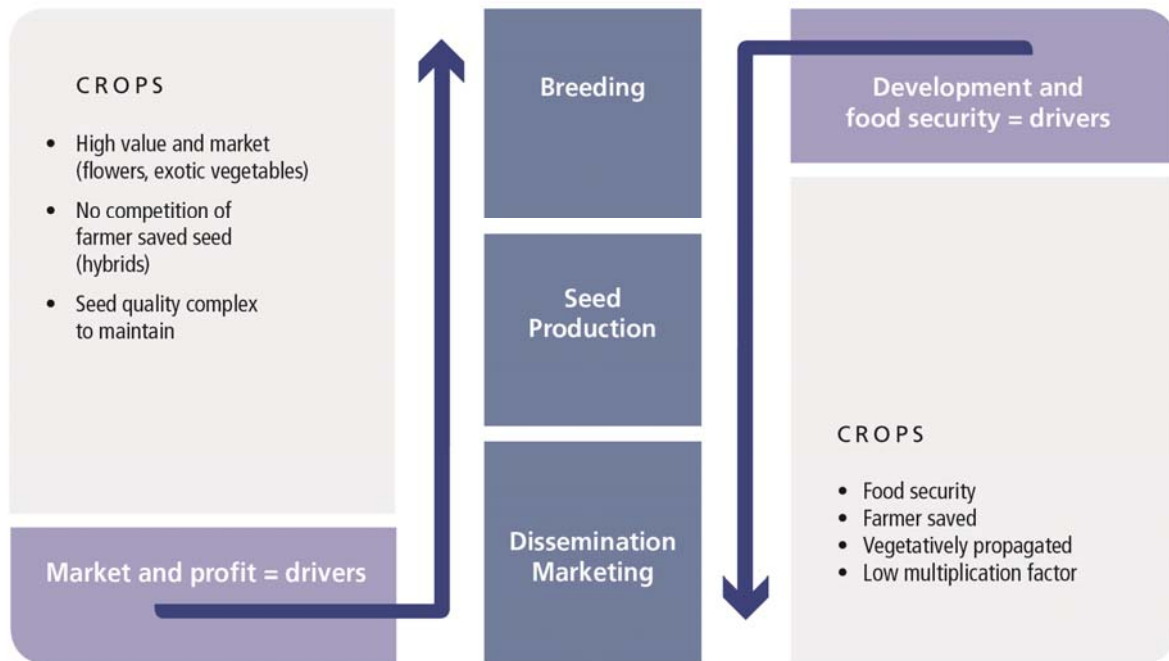 CROPS
• High value and market
(flowers, exotic vegetables)
• No competition of
farmer saved seed
(hybrids)
• Seed quality complex
to maintain
Market and profit = drivers
Breeding
Seed
Production
Dissemination
Marketing
Development and
food security = drivers
CROPS
• Food security
• Farmer saved
• Vegetatively propagated
• Low multiplication factor